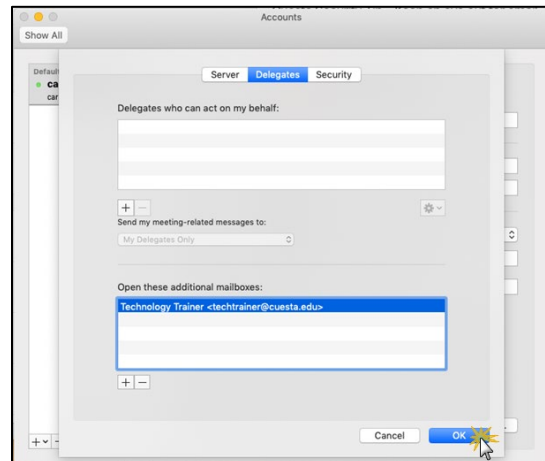 Accounts
Show All
Default
ca
car
Server Delegates Security
Delegates who can act on my behalf:
+ −
Send my meeting-related messages to:
My Delegates Only
Open these additional mailboxes:
Technology Trainer <techtrainer@cuesta.edu>
+ −
Cancel OK
+ −